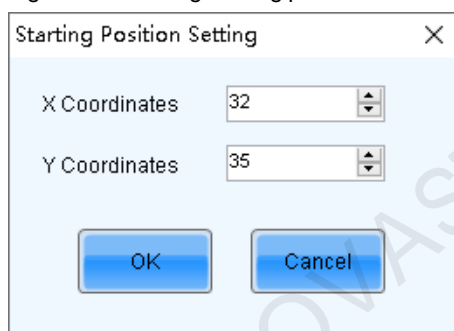 Starting Position Setting
X Coordinates 32
Y Coordinates 35
OK Cancel